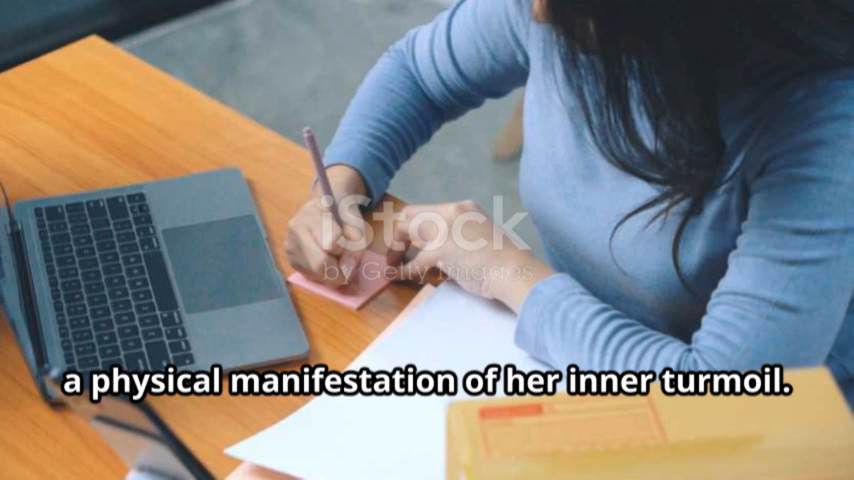 iStock
by Getty Images
a physical manifestation of her inner turmoil.